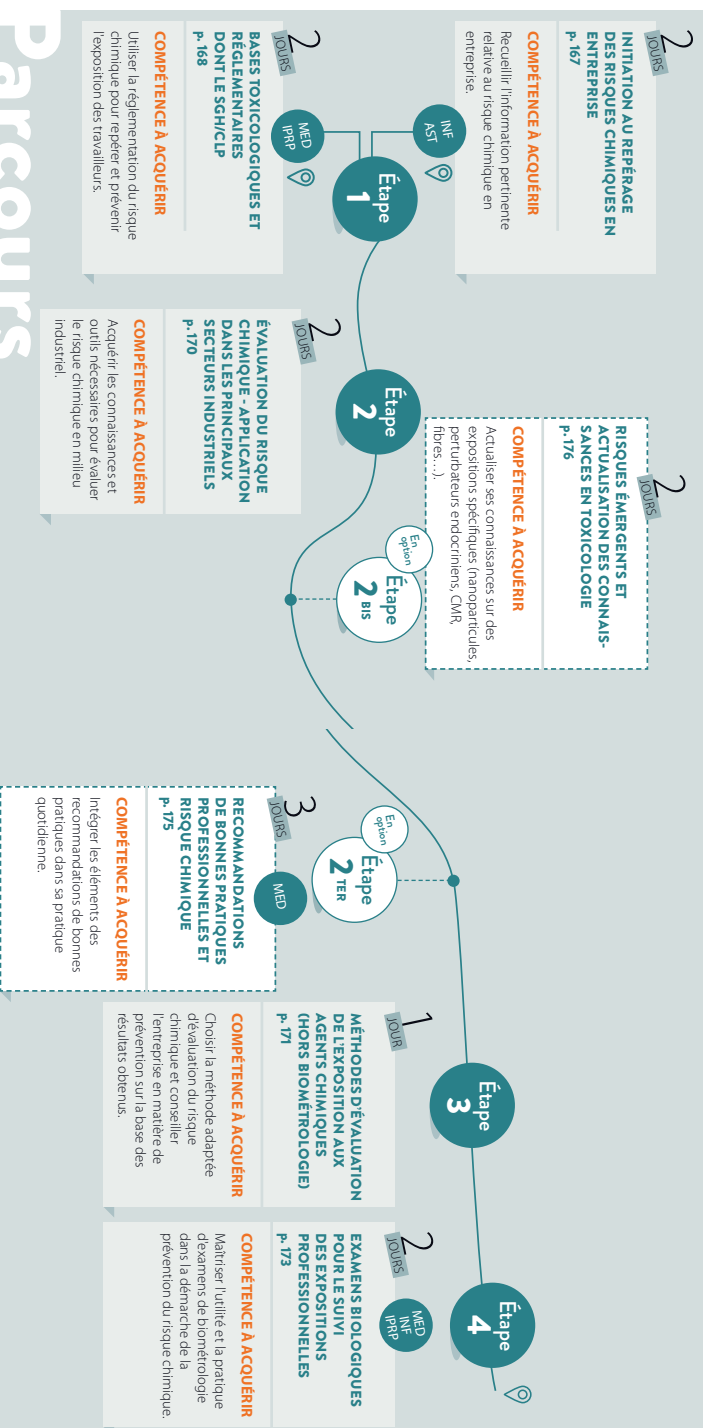 Parcours
2
JOURS
INITIATION AU REPÉRAGE
DES RISQUES CHIMIQUES EN
ENTREPRISE
p. 167
COMPÉTENCE À ACQUÉRIR
Recueillir l'information pertinente
relative au risque chimique en
entreprise.
INF
AST
2
JOURS
BASES TOXICOLOGIQUES ET
RÉGLEMENTAIRES
DONT LE SGH/CLP
p. 168
COMPÉTENCE À ACQUÉRIR
Utiliser la réglementation du risque
chimique pour repérer et prévenir
l'exposition des travailleurs.
MED
IPRP
Étape
1
2
JOURS
ÉVALUATION DU RISQUE
CHIMIQUE - APPLICATION
DANS LES PRINCIPAUX
SECTEURS INDUSTRIELS
p. 170
COMPÉTENCE À ACQUÉRIR
Acquérir les connaissances et
outils nécessaires pour évaluer
le risque chimique en milieu
industriel.
Étape
2
2
JOURS
RISQUES ÉMERGENTS ET
ACTUALISATION DES CONNAIS-
SANCES EN TOXICOLOGIE
p. 176
COMPÉTENCE À ACQUÉRIR
Actualiser ses connaissances sur des
expositions spécifiques (nanoparticules,
perturbateurs endocriniens, CMR,
fibres…).
En
option
Étape
2 BIS
En
option
Étape
2 TER
3
JOURS
MED
RECOMMANDATIONS
DE BONNES PRATIQUES
PROFESSIONNELLES ET
RISQUE CHIMIQUE
p. 175
COMPÉTENCE À ACQUÉRIR
Intégrer les éléments des
recommandations de bonnes
pratiques dans sa pratique
quotidienne.
Étape
3
1
JOUR
MÉTHODES D'ÉVALUATION
DE L'EXPOSITION AUX
AGENTS CHIMIQUES
(HORS BIOMÉTROLOGIE)
p. 171
COMPÉTENCE À ACQUÉRIR
Choisir la méthode adaptée
d'évaluation du risque
chimique et conseiller
l'entreprise en matière de
prévention sur la base des
résultats obtenus.
Étape
4
2
JOURS
MED
INF
IPRP
EXAMENS BIOLOGIQUES
POUR LE SUIVI
DES EXPOSITIONS
PROFESSIONNELLES
p. 173
COMPÉTENCE À ACQUÉRIR
Maîtriser l'utilité et la pratique
d'examens de biométrologie
dans la démarche de la
prévention du risque chimique.